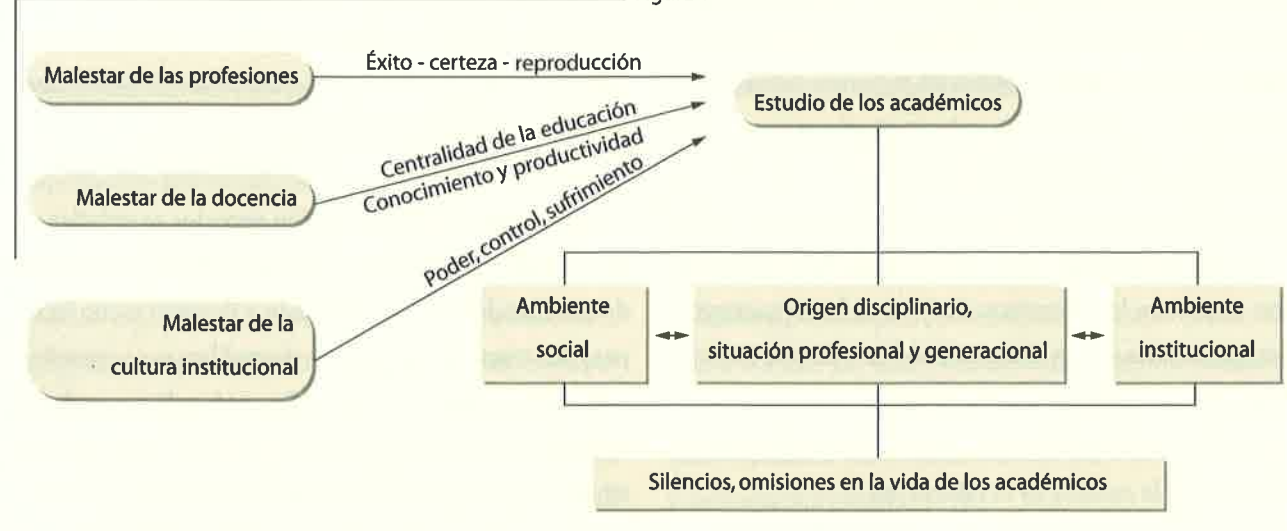 Malestar de las profesiones
Éxito - certeza - reproducción
Estudio de los académicos
Centralidad de la educación
Conocimiento y productividad
Malestar de la docencia
Poder, control, sufrimiento
Malestar de la
cultura institucional
Ambiente
social
Origen disciplinario,
situación profesional y generacional
Ambiente
institucional
Silencios, omisiones en la vida de los académicos